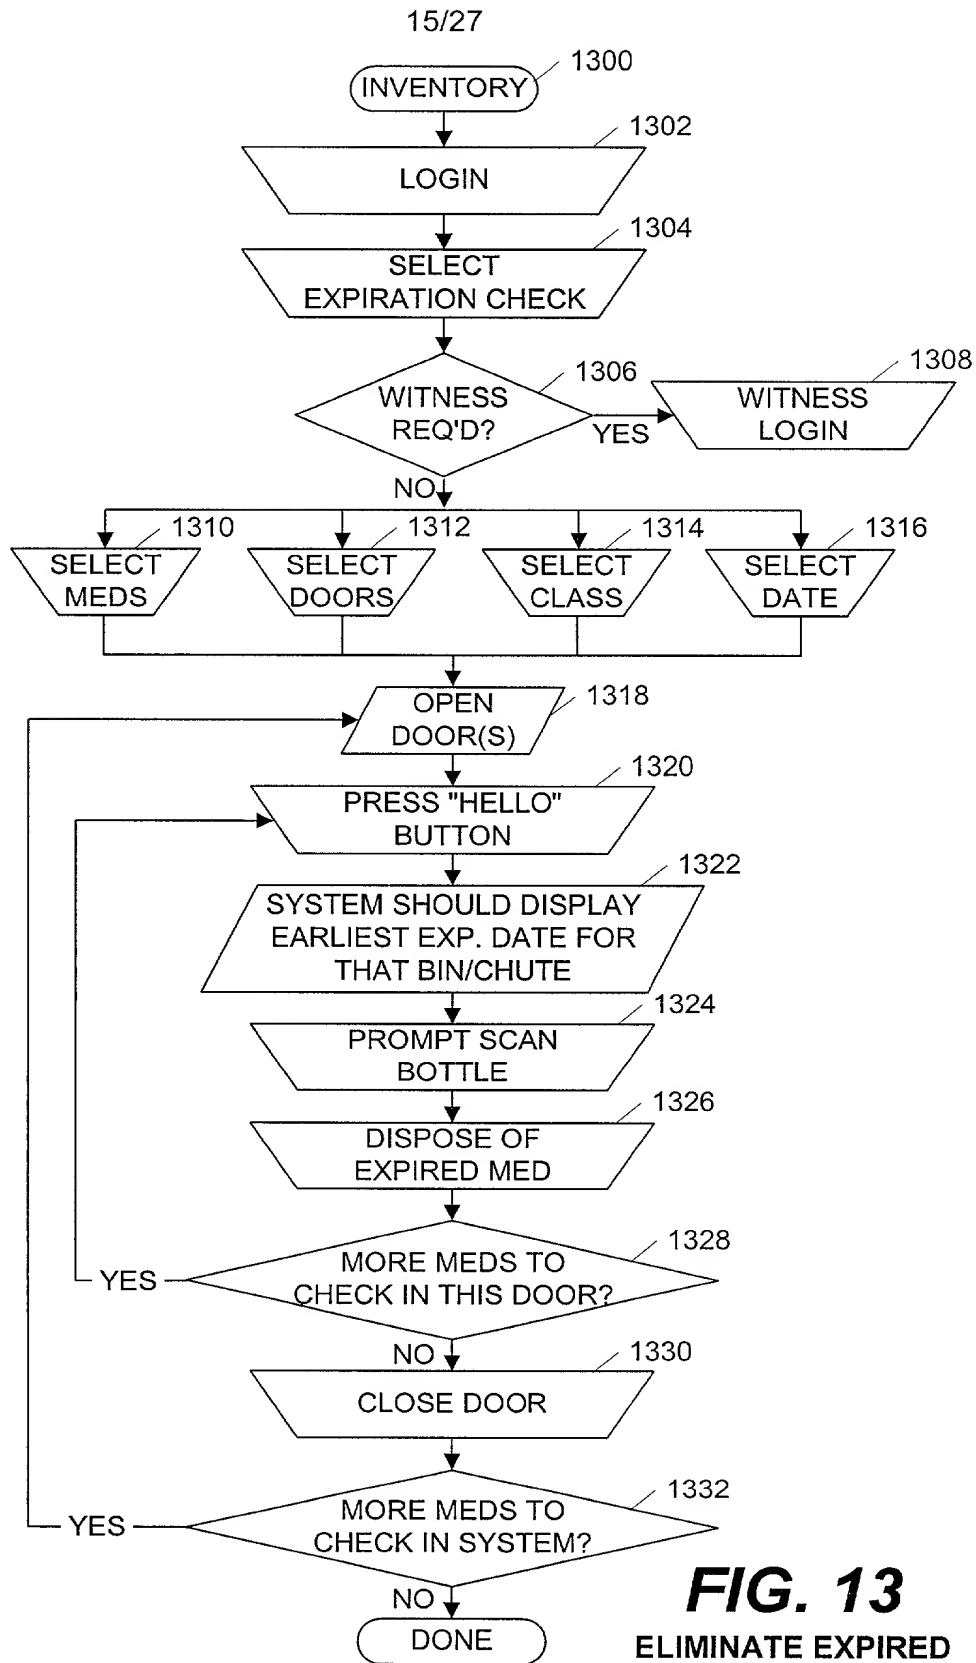 15/27
INVENTORY
1300
LOGIN
1302
SELECT
EXPIRATION CHECK
1304
WITNESS
REQ'D?
1306
YES
WITNESS
LOGIN
1308
NO
SELECT
MEDS
1310
SELECT
DOORS
1312
SELECT
CLASS
1314
SELECT
DATE
1316
OPEN
DOOR(S)
1318
PRESS "HELLO"
BUTTON
1320
SYSTEM SHOULD DISPLAY
EARLIEST EXP. DATE FOR
THAT BIN/CHUTE
1322
PROMPT SCAN
BOTTLE
1324
DISPOSE OF
EXPIRED MED
1326
MORE MEDS TO
CHECK IN THIS DOOR?
1328
YES
NO
CLOSE DOOR
1330
MORE MEDS TO
CHECK IN SYSTEM?
1332
YES
NO
DONE
FIG. 13
ELIMINATE EXPIRED